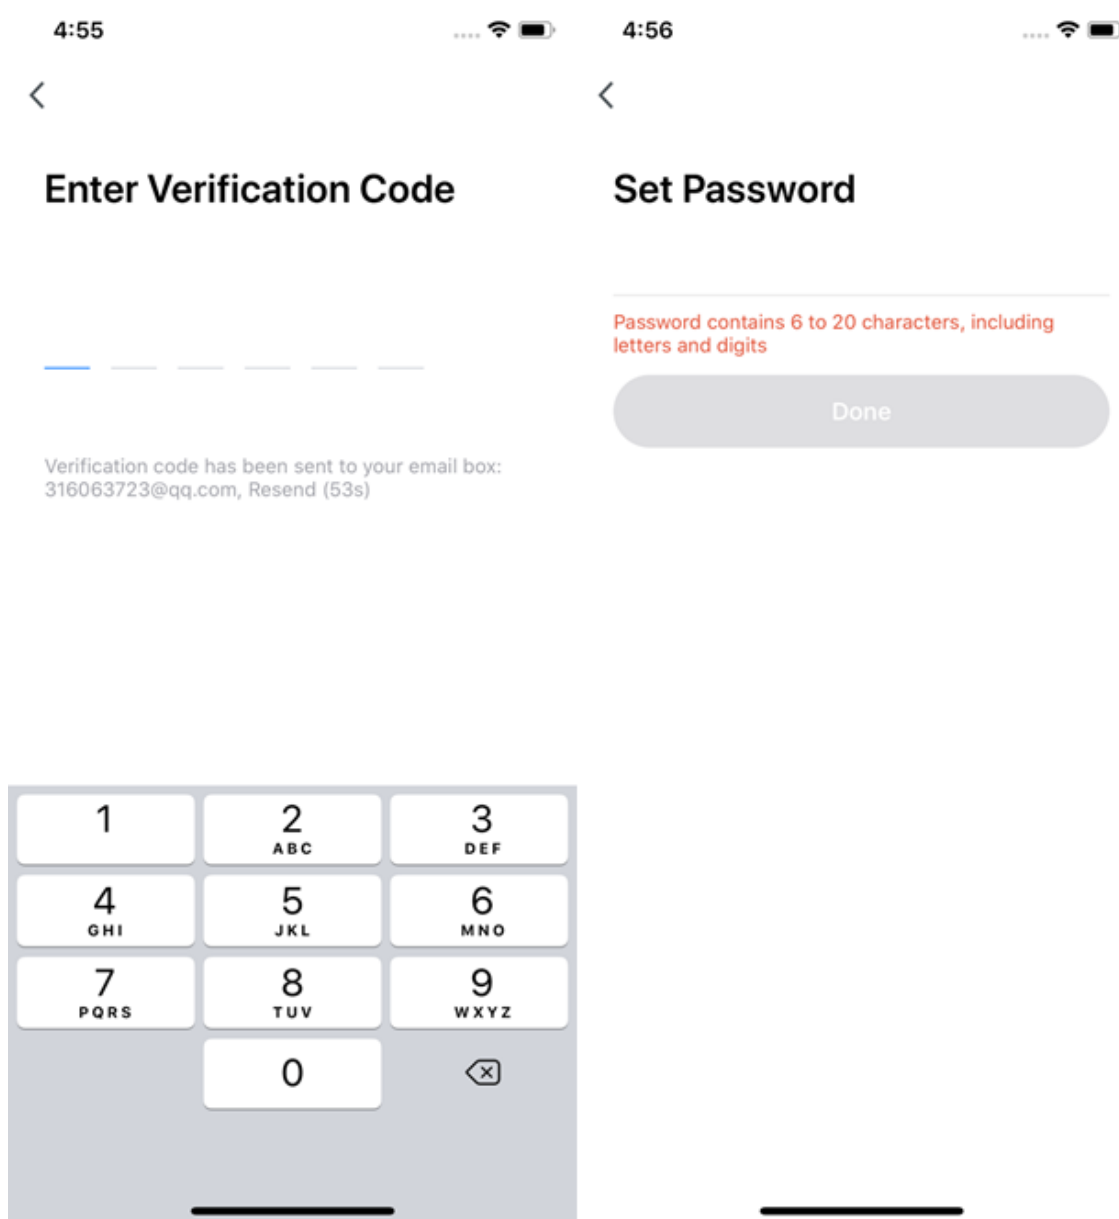 4:55
Enter Verification Code
Verification code has been sent to your email box:
316063723@qq.com, Resend (53s)
1
2
ABC
3
DEF
4
GHI
5
JKL
6
MNO
7
PQRS
8
TUV
9
WXYZ
0
4:56
Set Password
Password contains 6 to 20 characters, including
letters and digits
Done